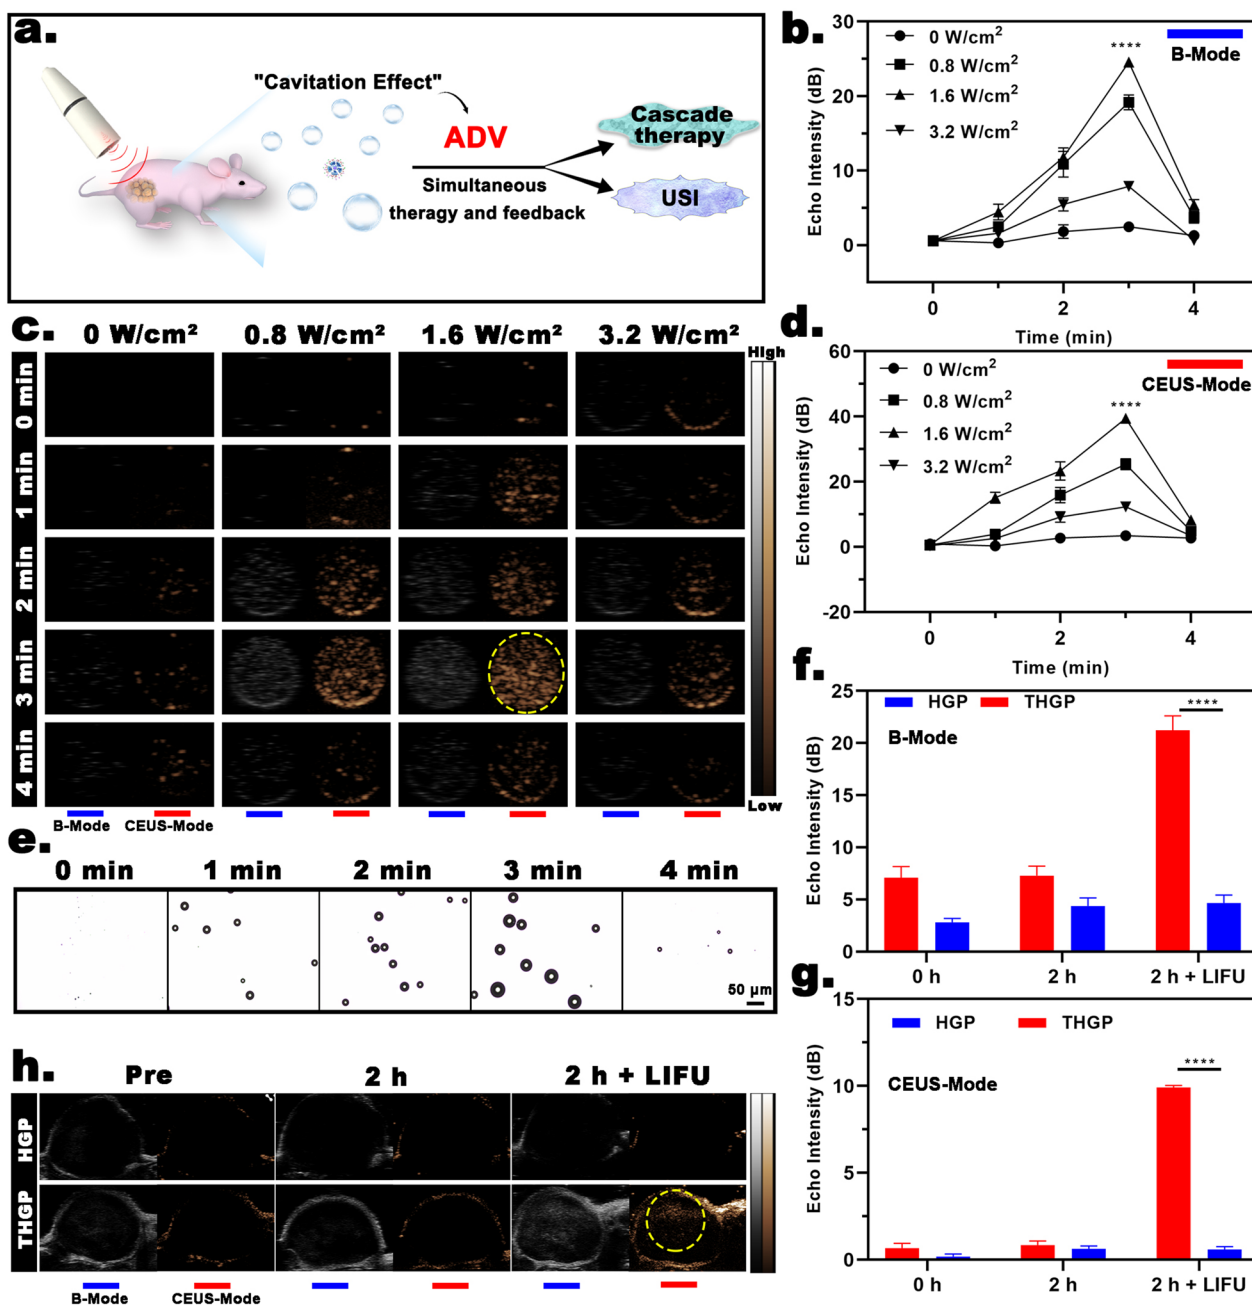 a.
"Cavitation Effect"
ADV
Simultaneous
theragy and feedback
Cascade
therapy
USI
b.
B-Mode
0 W/cm²
0.8 W/cm²
1.6 W/cm²
3.2 W/cm²
****
Echo Intensity (dB)
30
20
10
0
0
2
4
Time (min)
c.
0 W/cm²
0.8 W/cm²
1.6 W/cm²
3.2 W/cm²
0 min
1 min
2 min
3 min
4 min
High
Low
B-Mode
CEUS-Mode
d.
CEUS-Mode
0 W/cm²
0.8 W/cm²
1.6 W/cm²
3.2 W/cm²
****
Echo Intensity (dB)
60
40
20
0
-20
0
2
4
Time (min)
e.
0 min
1 min
2 min
3 min
4 min
50 μm
f.
HGP
THGP
B-Mode
****
Echo Intensity (dB)
25
20
15
10
5
0
0 h
2 h
2 h + LIFU
g.
HGP
THGP
CEUS-Mode
****
Echo Intensity (dB)
15
10
5
0
0 h
2 h
2 h + LIFU
h.
Pre
2 h
2 h + LIFU
HGP
THGP
B-Mode
CEUS-Mode